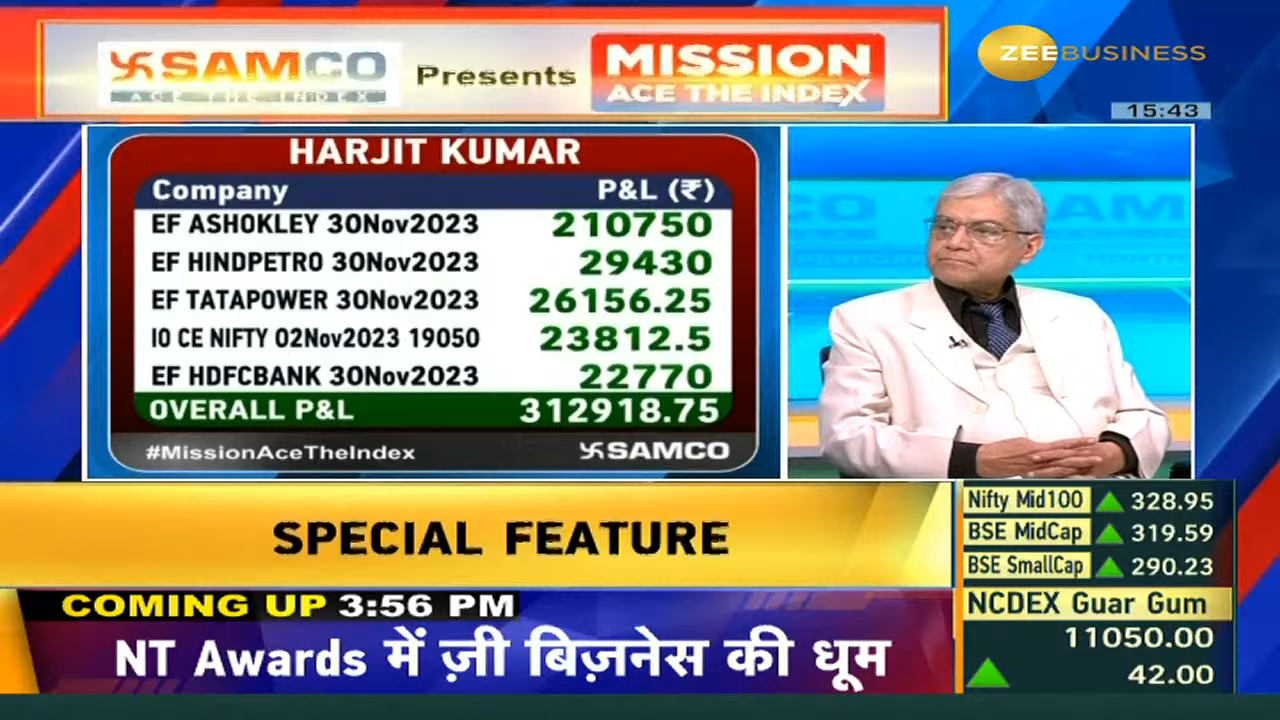 SAMCO
ACE THE INDEX
Presents
MISSION
ACE THE INDEX
ZEEBUSINESS
15:43
HARJIT KUMAR
Company P&L (₹)
EF ASHOKLEY 30Nov2023 210750
EF HINDPETRO 30Nov2023 29430
EF TATAPOWER 30Nov2023 26156.25
IO CE NIFTY 02Nov2023 19050 23812.5
EF HDFCBANK 30Nov2023 22770
OVERALL P&L 312918.75
#MissionAceTheIndex SAMCO
SPECIAL FEATURE
COMING UP 3:56 PM
NT Awards में ज़ी बिज़नेस की धूम
Nifty Mid100 328.95
BSE MidCap 319.59
BSE SmallCap 290.23
NCDEX Guar Gum
11050.00
42.00